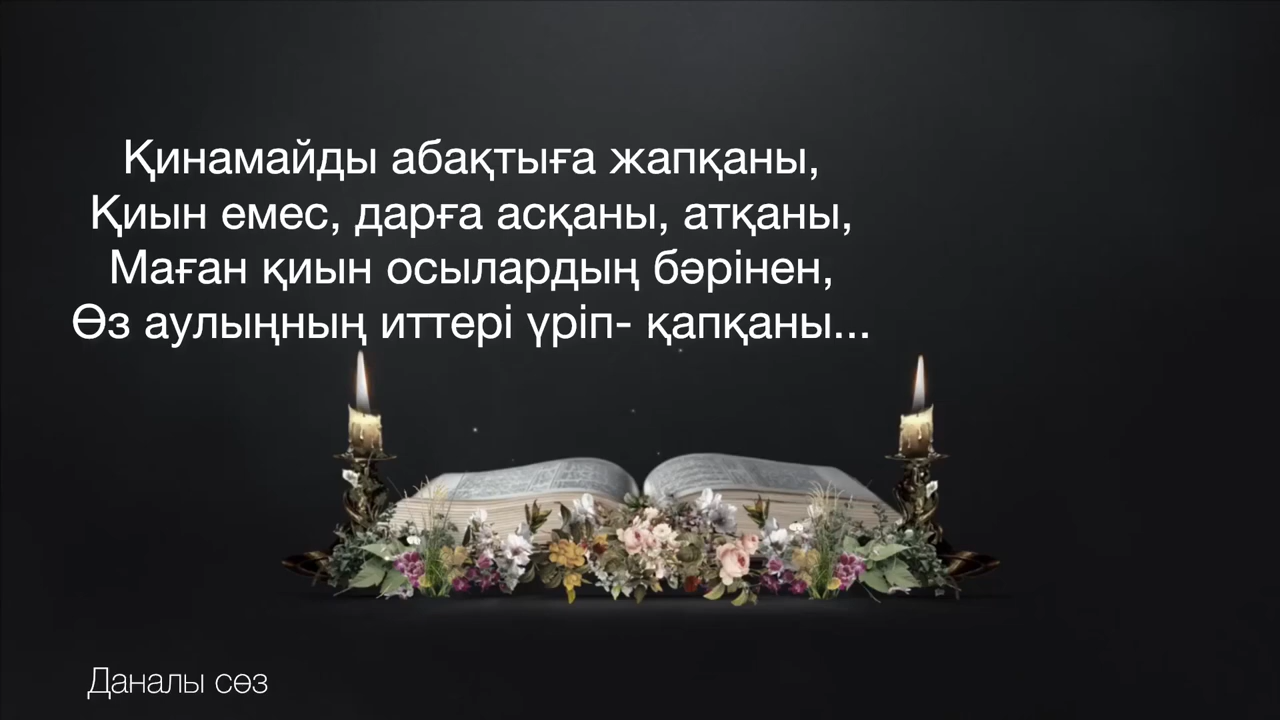 Қинамайды абақтыға жапқаны,
Қиын емес, дарға асқаны, атқаны,
Маған қиын осылардың бәрінен,
Өз аулыңның иттері үріп- қапқаны...
Даналы сөз